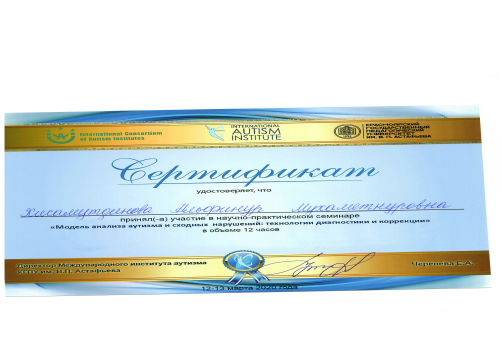 International Consortium
of Autism Institutes
INTERNATIONAL
AUTISM
INSTITUTE
КРАСНОЯРСКИЙ
ГОСУДАРСТВЕННЫЙ
ПЕДАГОГИЧЕСКИЙ
УНИВЕРСИТЕТ
ИМ. В. П. АСТАФЬЕВА
Сертификат
удостоверяет, что
Хисамутдинова Альфинур Мухаметнуровна
принял(-а) участие в научно-практическом семинаре
«Модель анализа аутизма и сходных нарушений: технологии диагностики и коррекции»
в объеме 12 часов
Директор Международного института аутизма
КГПУ им. В.П. Астафьева
Черенева Е.А.
12-13 марта 2020 года